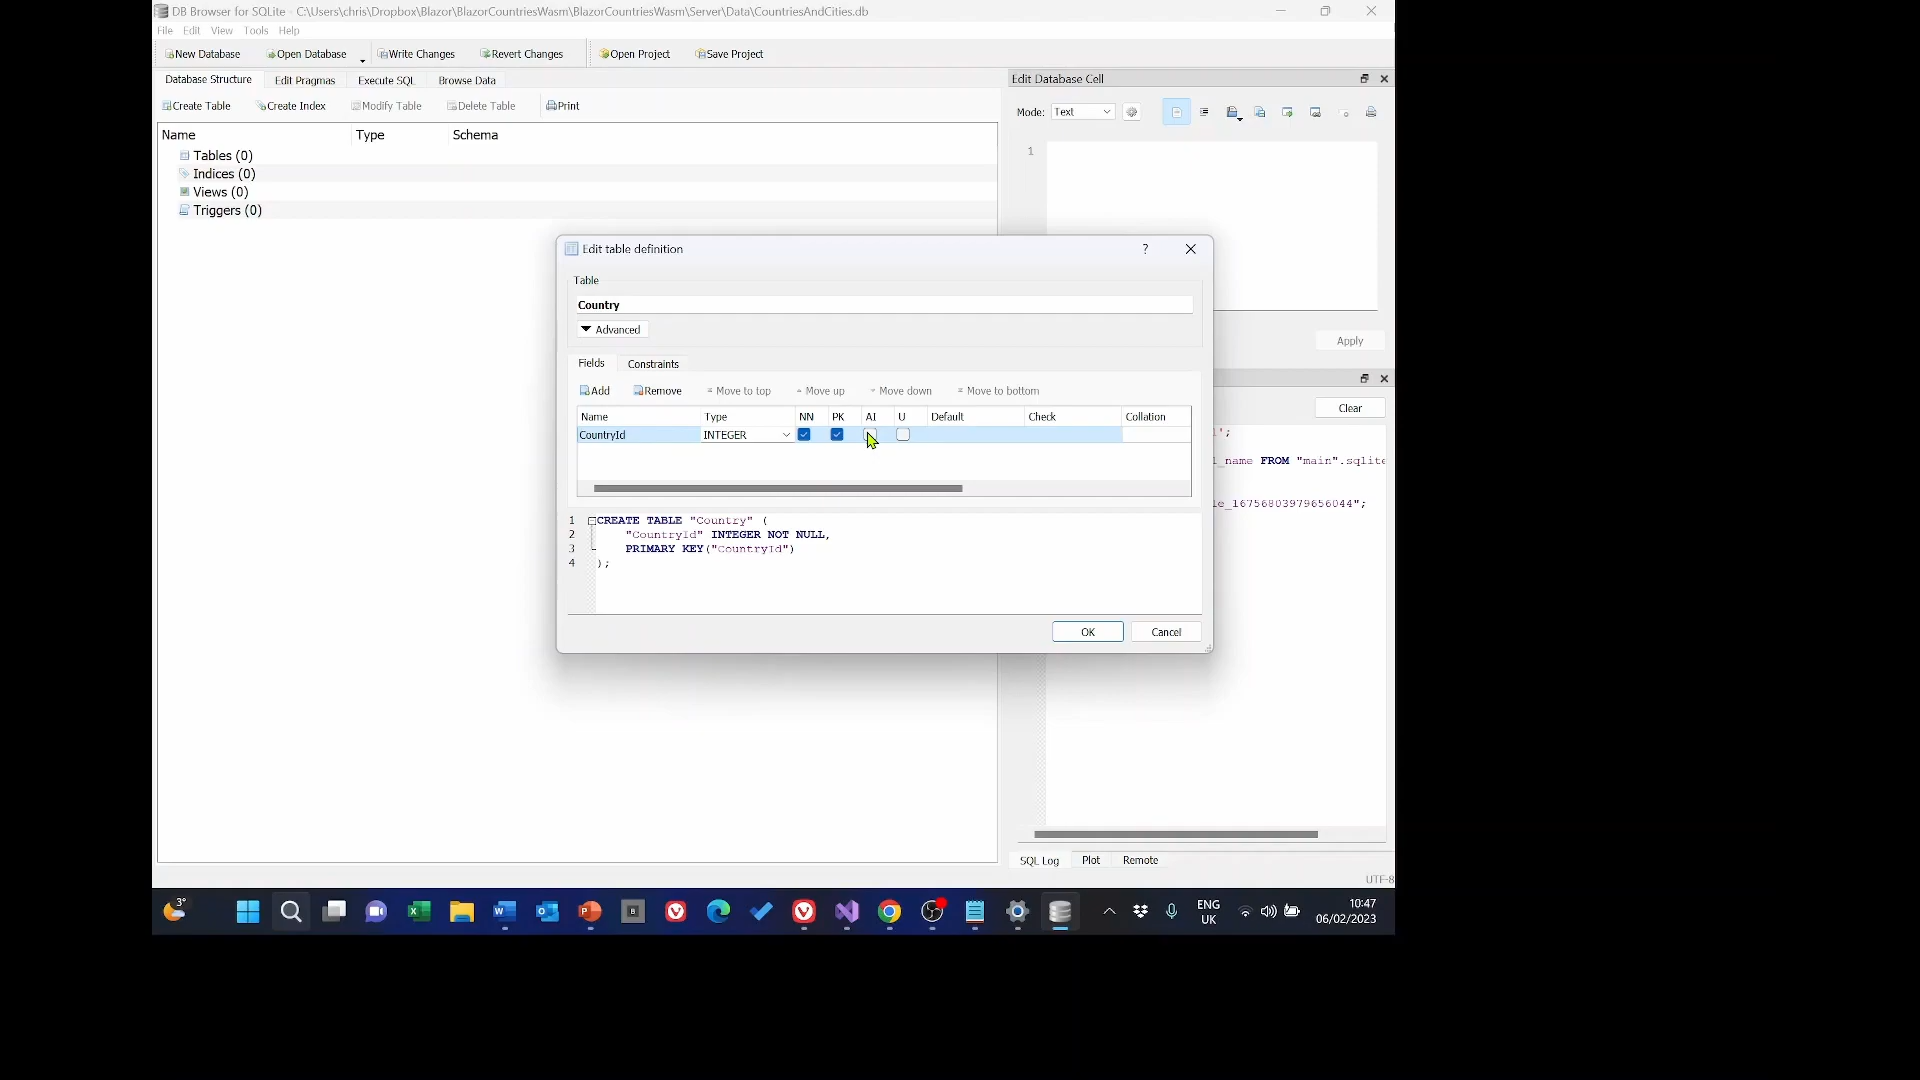 DB Browser for SQLite - C:\Users\chris\Dropbox\Blazor\BlazorCountriesWasm\BlazorCountriesWasm\Server\Data\CountriesAndCities.db
File Edit View Tools Help
New Database Open Database Write Changes Revert Changes Open Project Save Project
Database Structure Edit Pragmas Execute SQL Browse Data
Create Table Create Index Modify Table Delete Table Print
Name Type Schema
Tables (0)
Indices (0)
Views (0)
Triggers (0)
Edit Database Cell
Mode: Text
1
Apply
Clear
';
name FROM "main".sqlite
le_16756803979656044";
Edit table definition
?
Table
Country
Advanced
Fields Constraints
Add Remove Move to top Move up Move down Move to bottom
Name Type NN PK AI U Default Check Collation
CountryId INTEGER
1 CREATE TABLE "Country" (
2 "CountryId" INTEGER NOT NULL,
3 PRIMARY KEY("CountryId")
4 );
OK Cancel
SQL Log Plot Remote
UTF-8
3°
ENG
UK
10:47
06/02/2023